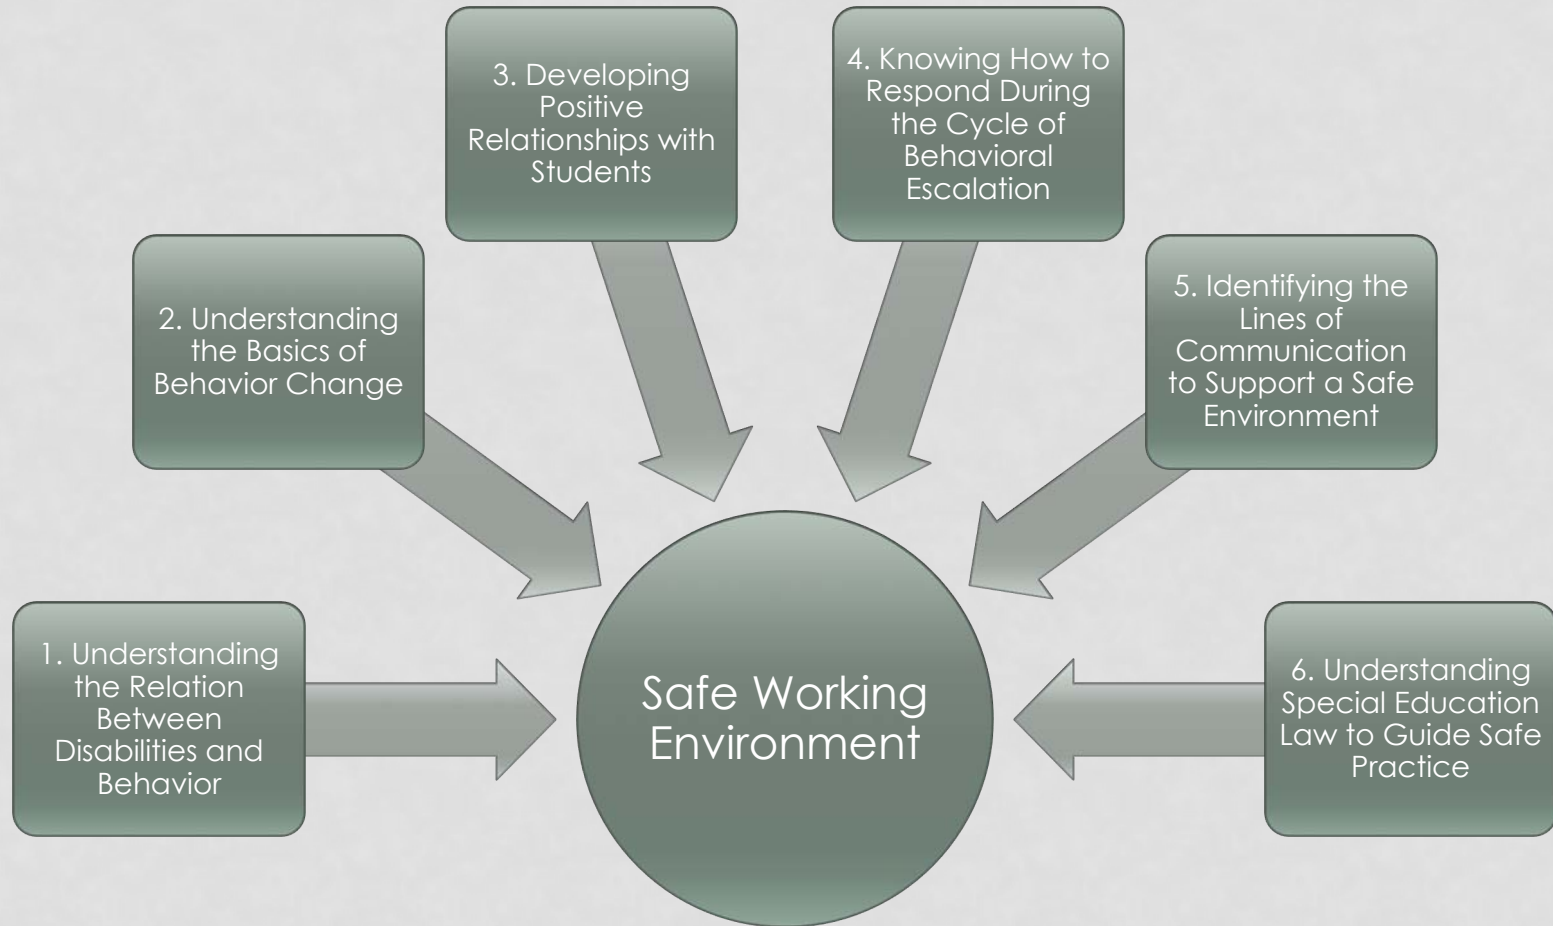 1. Understanding
the Relation
Between
Disabilities and
Behavior
2. Understanding
the Basics of
Behavior Change
3. Developing
Positive
Relationships with
Students
4. Knowing How to
Respond During
the Cycle of
Behavioral
Escalation
5. Identifying the
Lines of
Communication
to Support a Safe
Environment
6. Understanding
Special Education
Law to Guide Safe
Practice
Safe Working
Environment